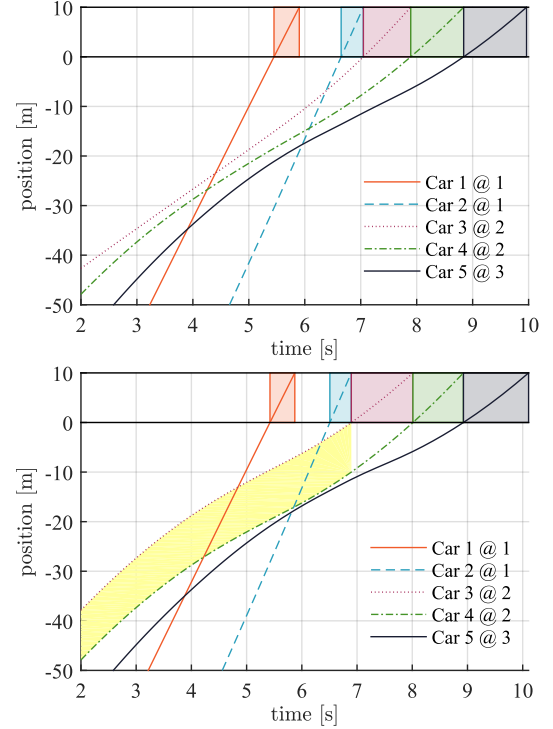 10
0
-10
-20
-30
-40
-50
position [m]
Car 1 @ 1
Car 2 @ 1
Car 3 @ 2
Car 4 @ 2
Car 5 @ 3
2 3 4 5 6 7 8 9 10
time [s]
10
0
-10
-20
-30
-40
-50
position [m]
Car 1 @ 1
Car 2 @ 1
Car 3 @ 2
Car 4 @ 2
Car 5 @ 3
2 3 4 5 6 7 8 9 10
time [s]